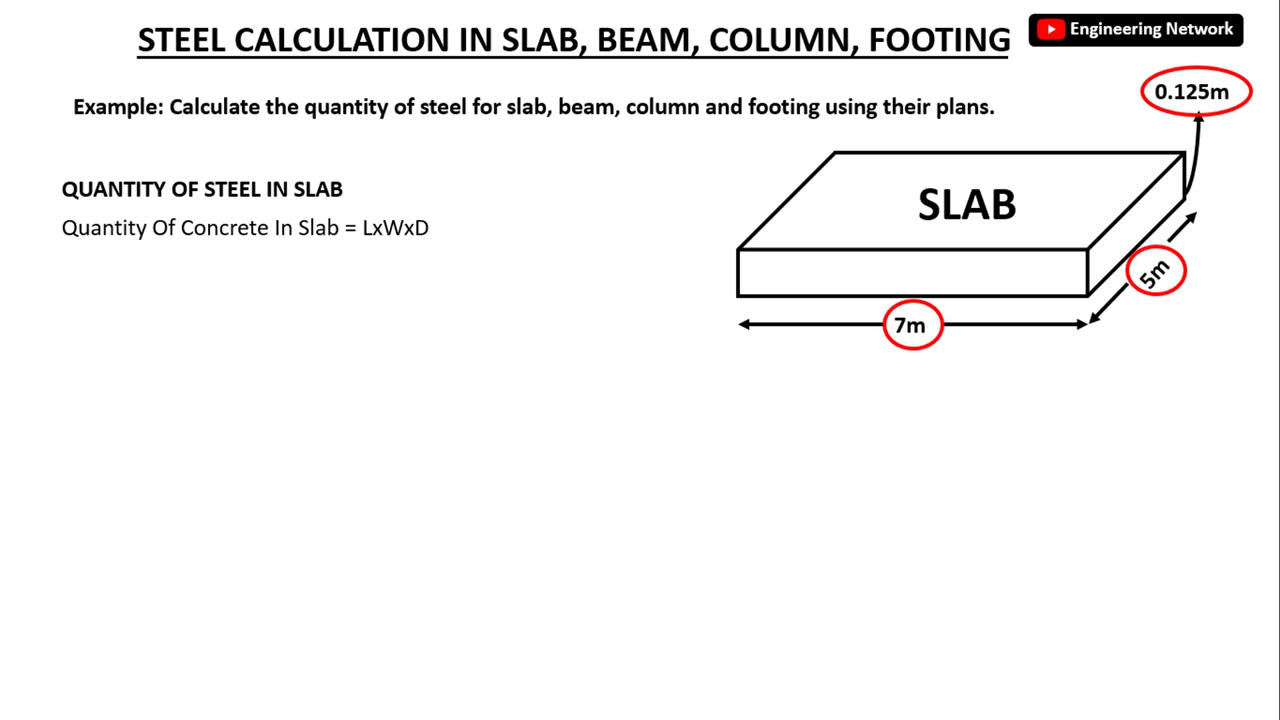 STEEL CALCULATION IN SLAB, BEAM, COLUMN, FOOTING
Engineering Network
Example: Calculate the quantity of steel for slab, beam, column and footing using their plans.
0.125m
QUANTITY OF STEEL IN SLAB
Quantity Of Concrete In Slab = LxWxD
SLAB
5m
7m